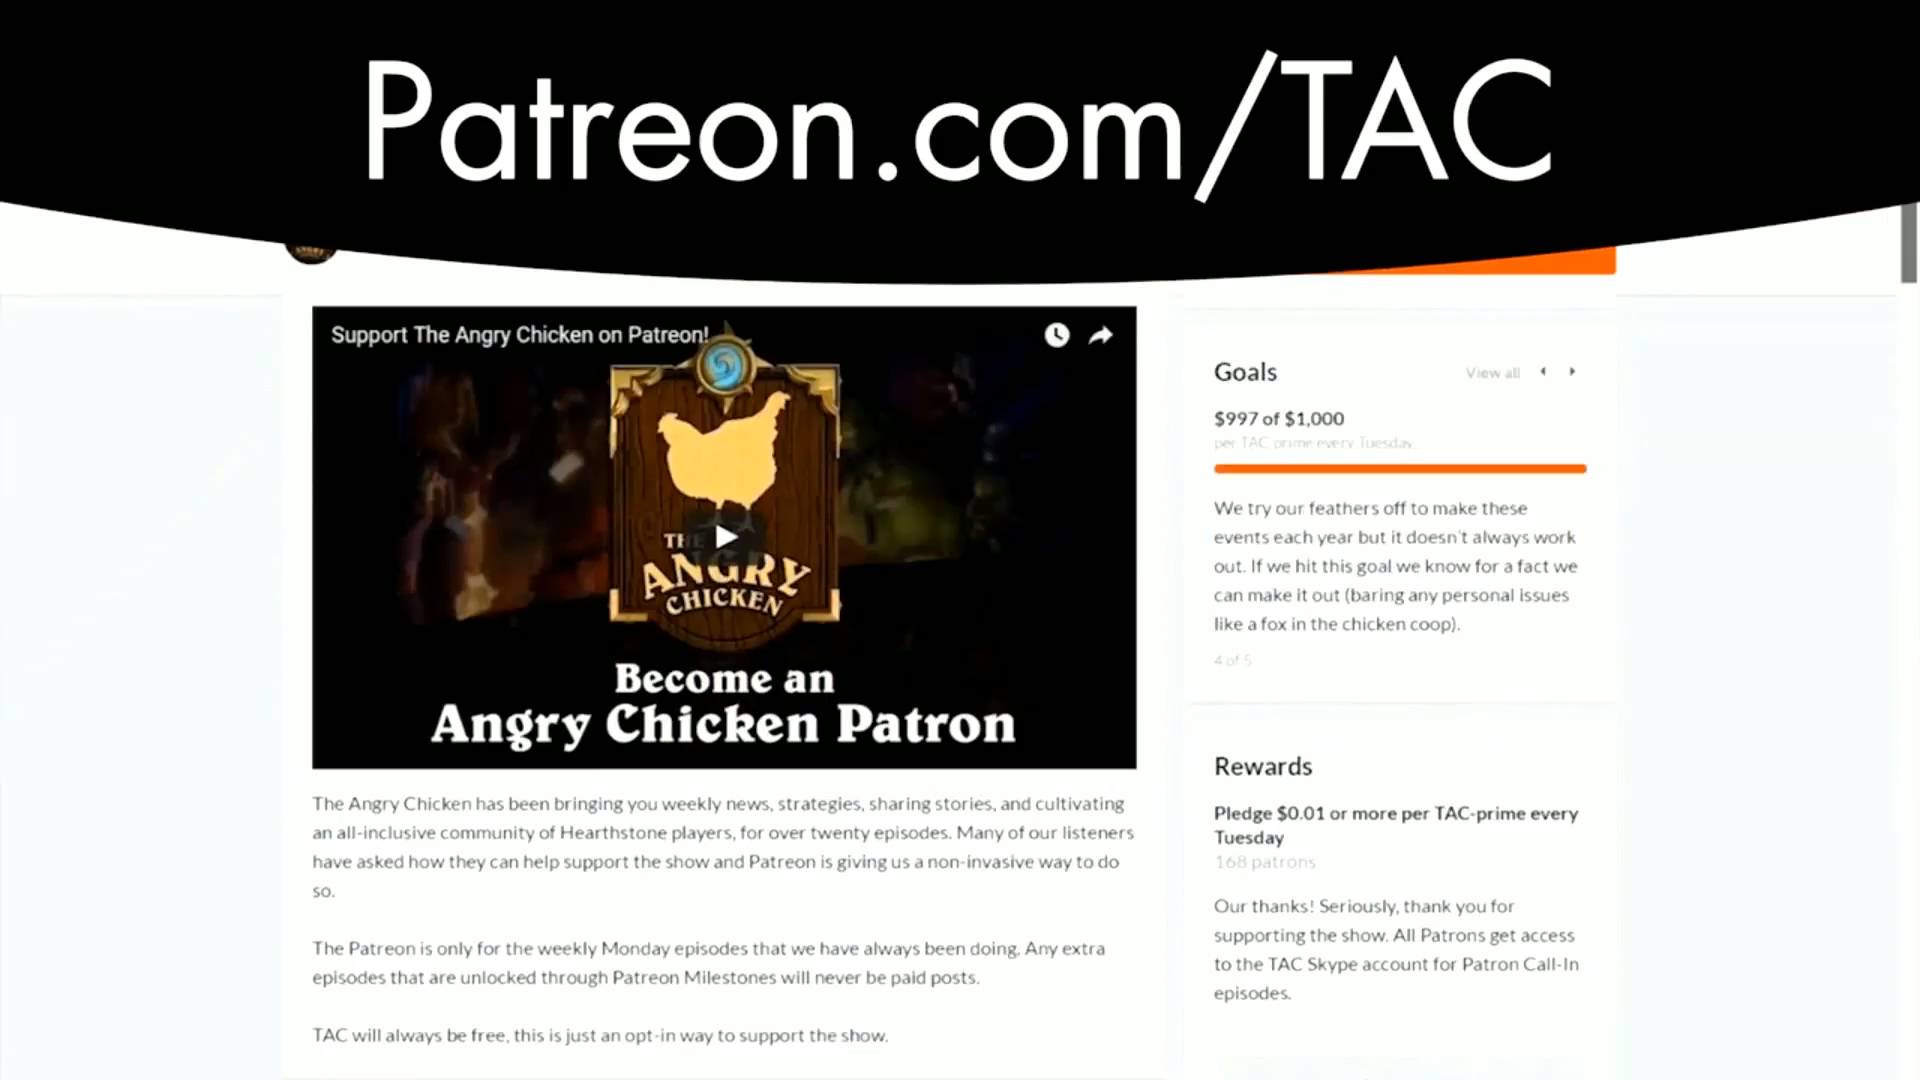 Patreon.com/TAC
ANGRY
Support The Angry Chicken on Patreon!
THE
ANGRY
CHICKEN
Become an
Angry Chicken Patron
The Angry Chicken has been bringing you weekly news, strategies, sharing stories, and cultivating
an all-inclusive community of Hearthstone players, for over twenty episodes. Many of our listeners
have asked how they can help support the show and Patreon is giving us a non-invasive way to do
so.
The Patreon is only for the weekly Monday episodes that we have always been doing. Any extra
episodes that are unlocked through Patreon Milestones will never be paid posts.
TAC will always be free, this is just an opt-in way to support the show.
Goals
View all
$997 of $1,000
per TAC prime every Tuesday
We try our feathers off to make these
events each year but it doesn't always work
out. If we hit this goal we know for a fact we
can make it out (baring any personal issues
like a fox in the chicken coop).
4 of 5
Rewards
Pledge $0.01 or more per TAC-prime every
Tuesday
168 patrons
Our thanks! Seriously, thank you for
supporting the show. All Patrons get access
to the TAC Skype account for Patron Call-In
episodes.